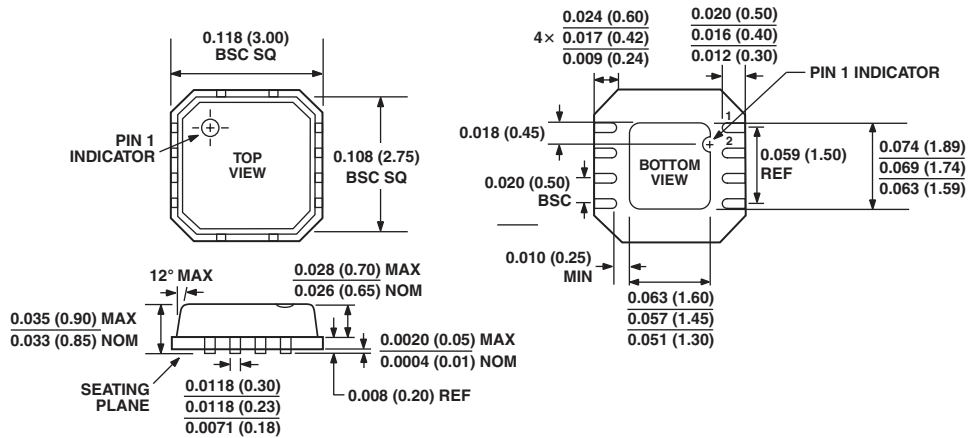 0.118 (3.00)
BSC SQ
PIN 1
INDICATOR
TOP
VIEW
0.108 (2.75)
BSC SQ
0.024 (0.60)
4× 0.017 (0.42)
0.009 (0.24)
0.020 (0.50)
0.016 (0.40)
0.012 (0.30)
PIN 1 INDICATOR
0.018 (0.45)
1
2
BOTTOM
VIEW
0.059 (1.50)
REF
0.074 (1.89)
0.069 (1.74)
0.063 (1.59)
0.020 (0.50)
BSC
0.010 (0.25)
MIN
0.063 (1.60)
0.057 (1.45)
0.051 (1.30)
12° MAX
0.028 (0.70) MAX
0.026 (0.65) NOM
0.035 (0.90) MAX
0.033 (0.85) NOM
0.0020 (0.05) MAX
0.0004 (0.01) NOM
SEATING
PLANE
0.0118 (0.30)
0.0118 (0.23)
0.0071 (0.18)
0.008 (0.20) REF